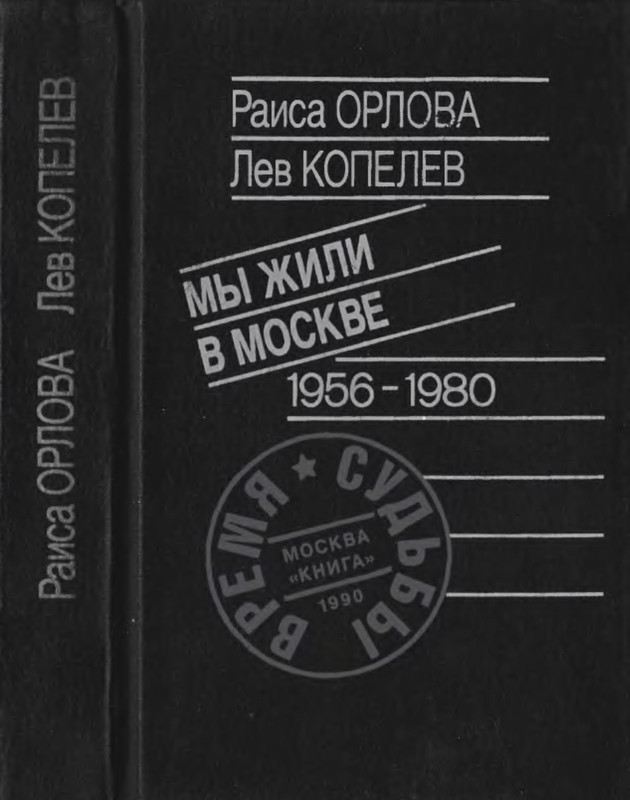 Раиса ОРЛОВА Лев КОПЕЛЕВ
Раиса ОРЛОВА
Лев КОПЕЛЕВ
МЫ ЖИЛИ
В МОСКВЕ
1956-1980
ВРЕМЯ ★ СУДЬБЫ
МОСКВА
«КНИГА»
1990